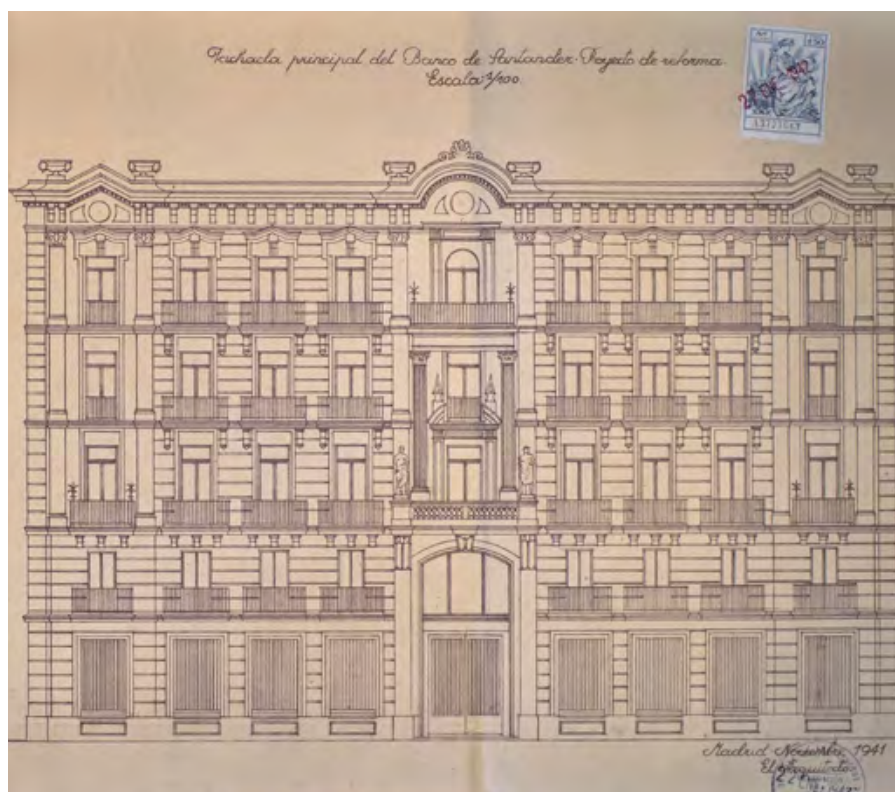 Fachada principal del Banco de Santander. Proyecto de reforma.
Escala 1/100.
Madrid Noviembre, 1941
El Arquitecto